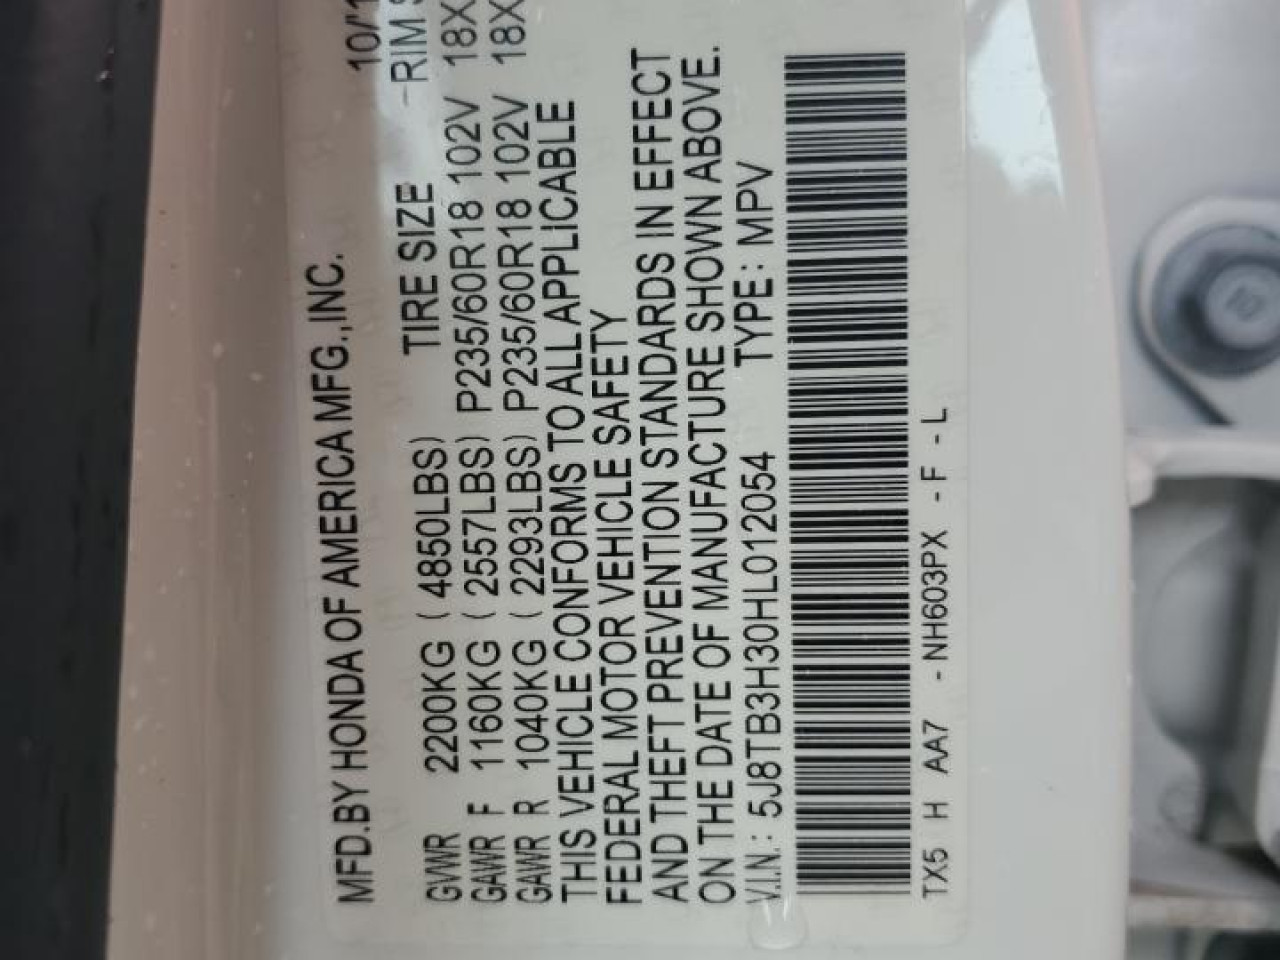 MFD.BY HONDA OF AMERICA MFG.,INC. 10/
GVWR 2200KG ( 4850LBS) TIRE SIZE RIM
GAWR F 1160KG ( 2557LBS) P235/60R18 102V 18X
GAWR R 1040KG ( 2293LBS) P235/60R18 102V 18X
THIS VEHICLE CONFORMS TO ALL APPLICABLE
FEDERAL MOTOR VEHICLE SAFETY
AND THEFT PREVENTION STANDARDS IN EFFECT
ON THE DATE OF MANUFACTURE SHOWN ABOVE.
V.I.N.: 5J8TB3H30HL012054 TYPE: MPV
TX5 H AA7 -NH603PX -F-L